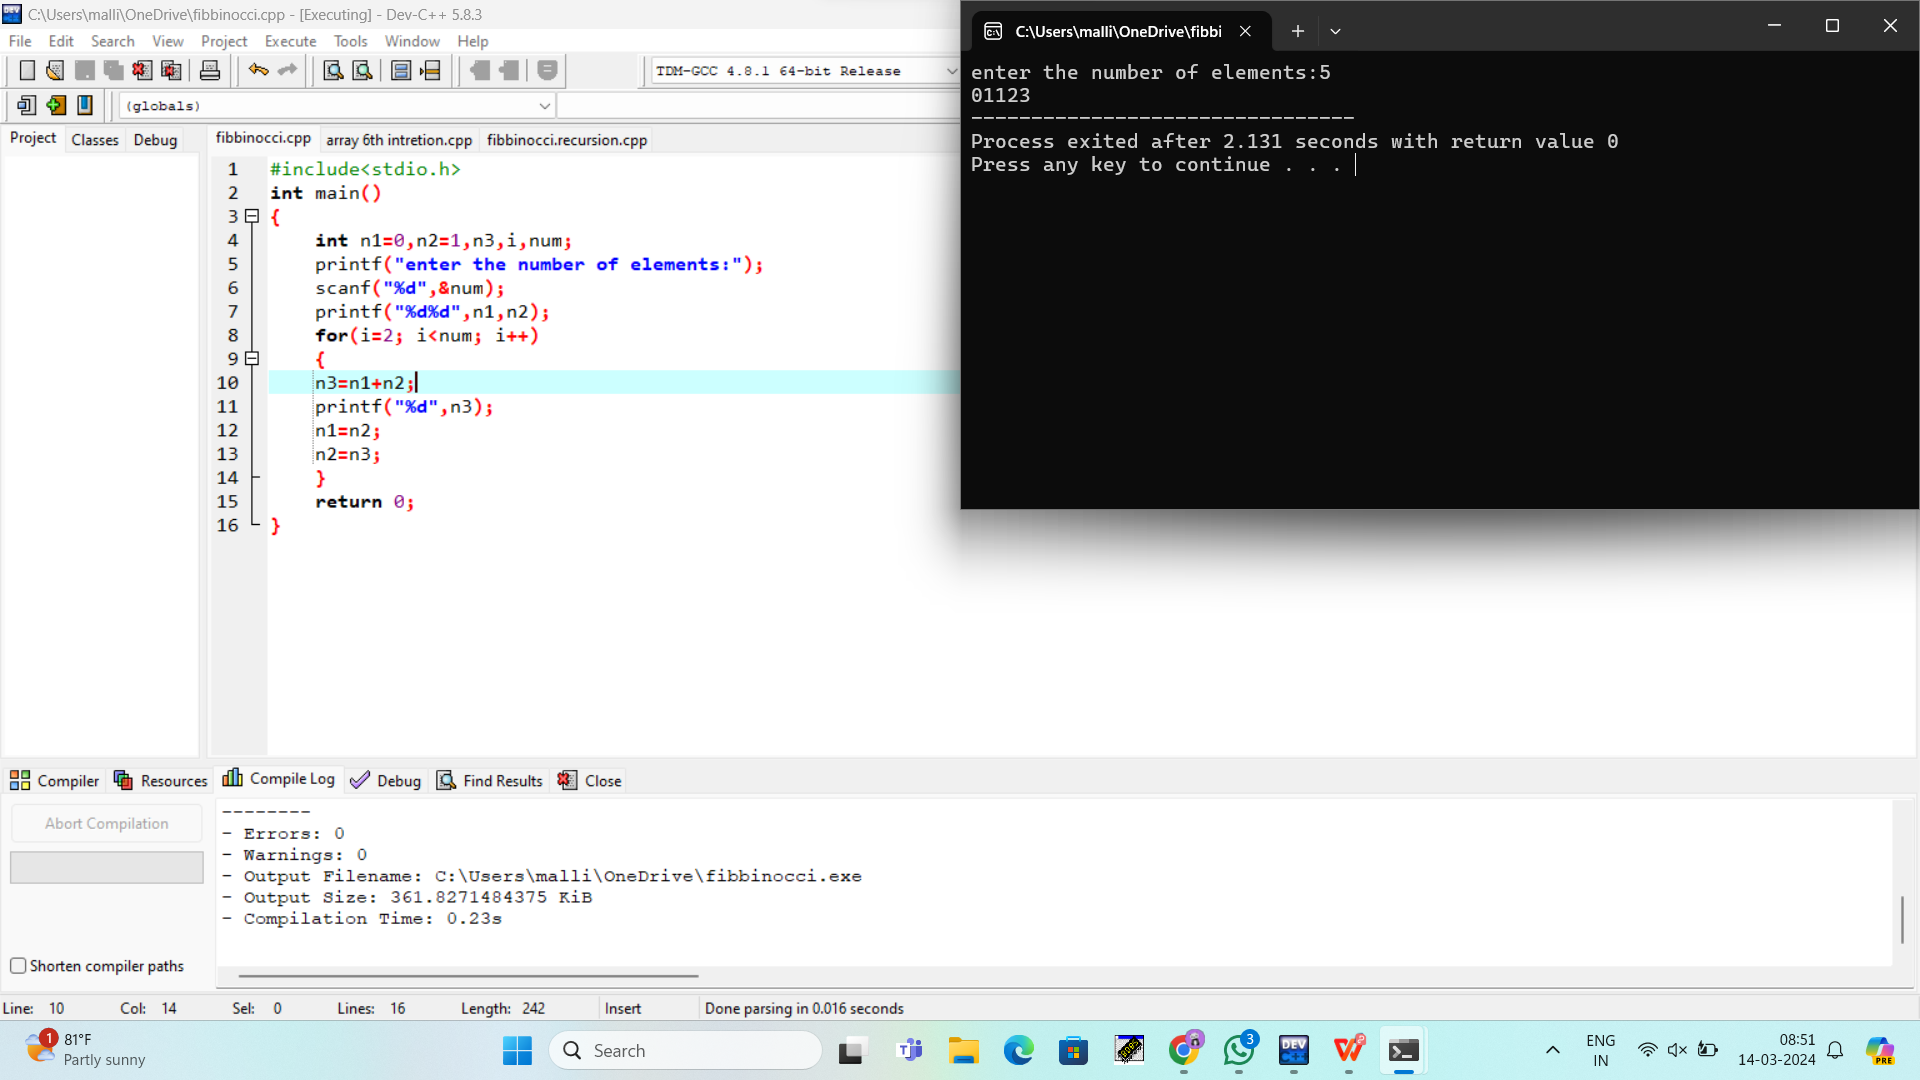 C:\Users\malli\OneDrive\fibbinocci.cpp - [Executing] - Dev-C++ 5.8.3
File Edit Search View Project Execute Tools Window Help
TDM-GCC 4.8.1 64-bit Release
(globals)
Project Classes Debug
fibbinocci.cpp array 6th intretion.cpp fibbinocci.recursion.cpp
1 #include<stdio.h>
2 int main()
3 {
4 int n1=0,n2=1,n3,i,num;
5 printf("enter the number of elements:");
6 scanf("%d",&num);
7 printf("%d%d",n1,n2);
8 for(i=2; i<num; i++)
9 {
10 n3=n1+n2;
11 printf("%d",n3);
12 n1=n2;
13 n2=n3;
14 }
15 return 0;
16 }
C:\Users\malli\OneDrive\fibbi
enter the number of elements:5
01123
--------------------------------
Process exited after 2.131 seconds with return value 0
Press any key to continue . . .
Compiler Resources Compile Log Debug Find Results Close
Abort Compilation
Shorten compiler paths
--------
- Errors: 0
- Warnings: 0
- Output Filename: C:\Users\malli\OneDrive\fibbinocci.exe
- Output Size: 361.8271484375 KiB
- Compilation Time: 0.23s
Line: 10 Col: 14 Sel: 0 Lines: 16 Length: 242 Insert Done parsing in 0.016 seconds
1
81°F
Partly sunny
Search
3
DEV
ENG
IN
08:51
14-03-2024
PRE